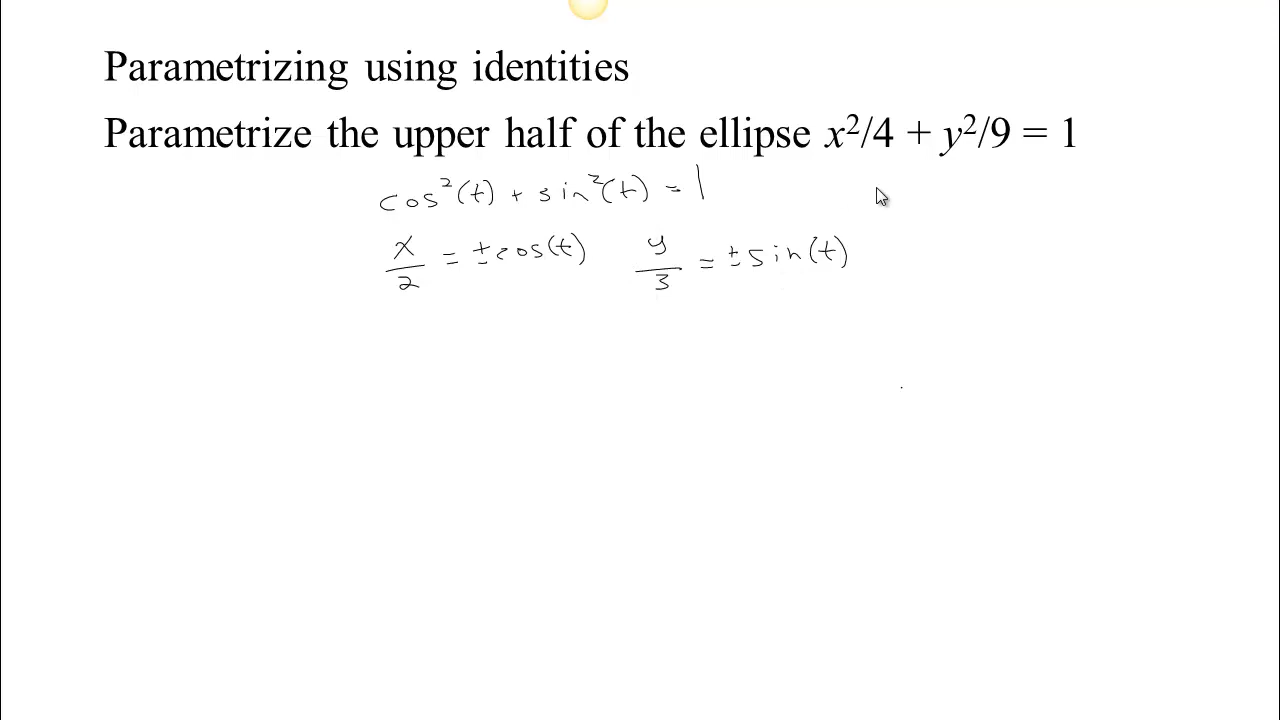 Parametrizing using identities
Parametrize the upper half of the ellipse x²/4 + y²/9 = 1
cos²(t) + sin²(t) = 1
x/2 = ±cos(t) y/3 = ±sin(t)